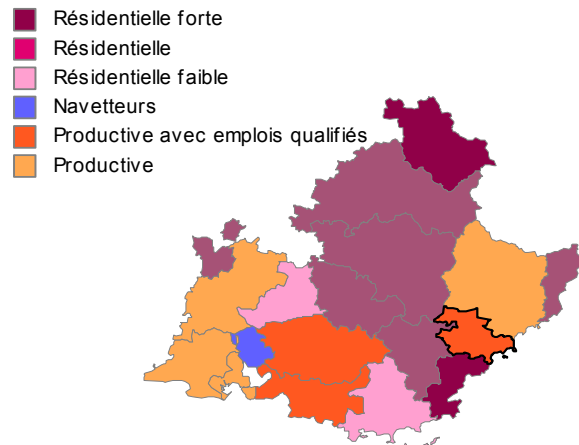 Résidentielle forte
Résidentielle
Résidentielle faible
Navetteurs
Productive avec emplois qualifiés
Productive